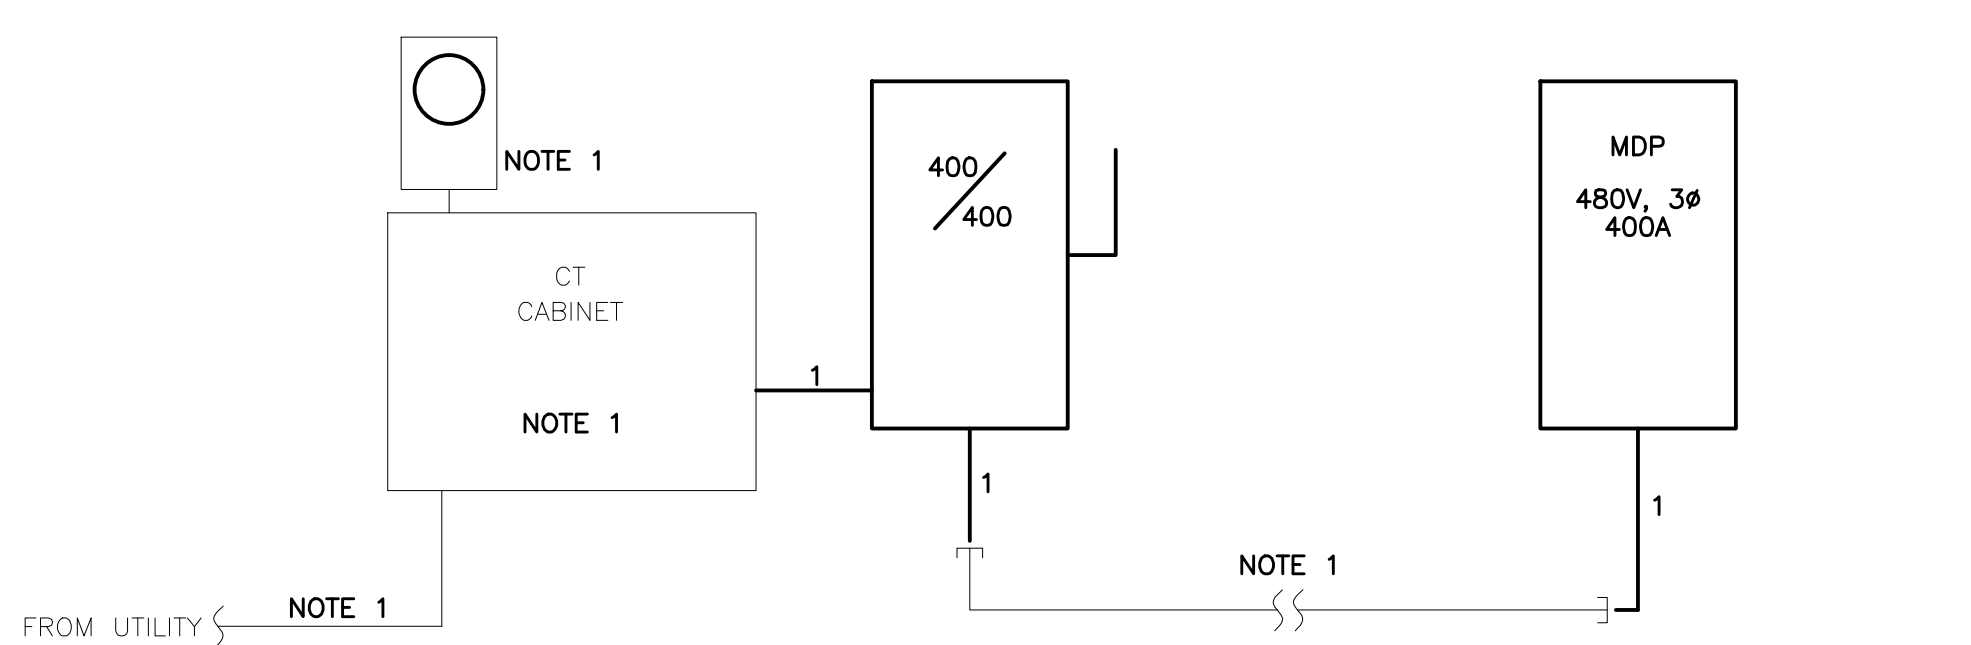 NOTE 1
400
400
MDP
480V, 3ø
400A
CT
CABINET
1
NOTE 1
1
1
NOTE 1
NOTE 1
FROM UTILITY